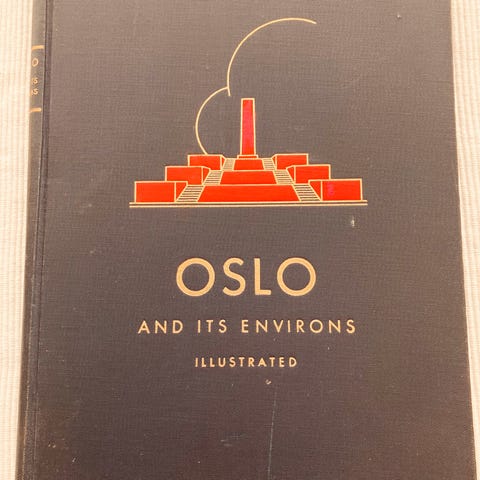 OSLO
AND ITS ENVIRONS
ILLUSTRATED